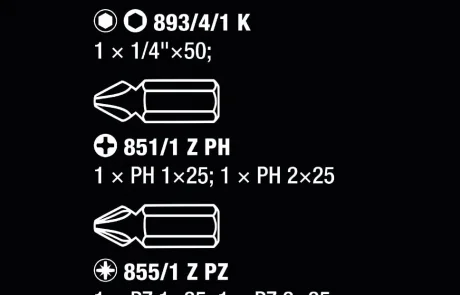 893/4/1 K
1 × 1/4"×50;
851/1 Z PH
1 × PH 1×25; 1 × PH 2×25
855/1 Z PZ